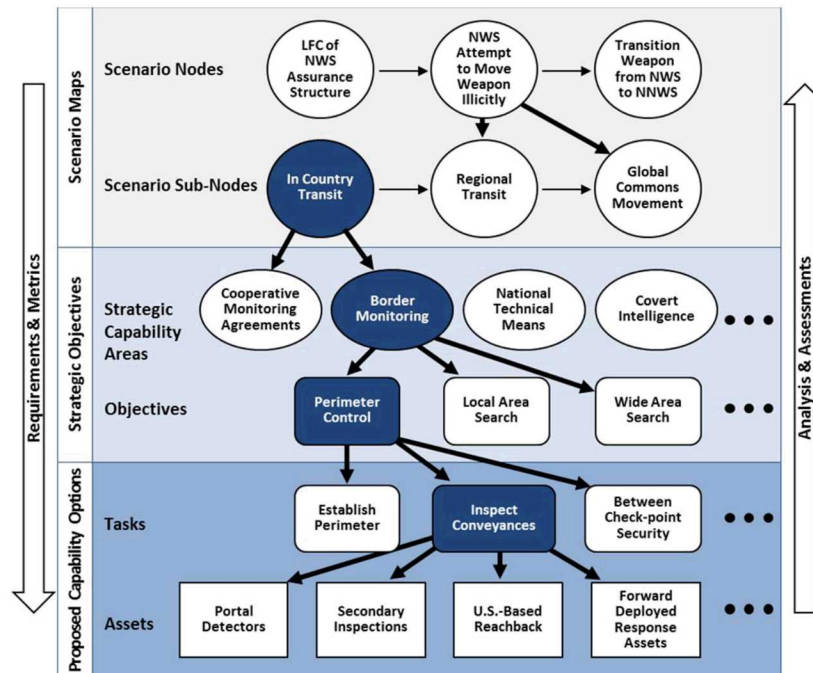 Requirements & Metrics
Scenario Maps
Scenario Nodes
LFC of
NWS
Assurance
Structure
NWS
Attempt
to Move
Weapon
Illicitly
Transition
Weapon
from NWS
to NNWS
Scenario Sub-Nodes
In Country
Transit
Regional
Transit
Global
Commons
Movement
Strategic Objectives
Strategic
Capability
Areas
Cooperative
Monitoring
Agreements
Border
Monitoring
National
Technical
Means
Covert
Intelligence
Objectives
Perimeter
Control
Local Area
Search
Wide Area
Search
Proposed Capability Options
Tasks
Establish
Perimeter
Inspect
Conveyances
Between
Check-point
Security
Assets
Portal
Detectors
Secondary
Inspections
U.S.-Based
Reachback
Forward
Deployed
Response
Assets
Analysis & Assessments